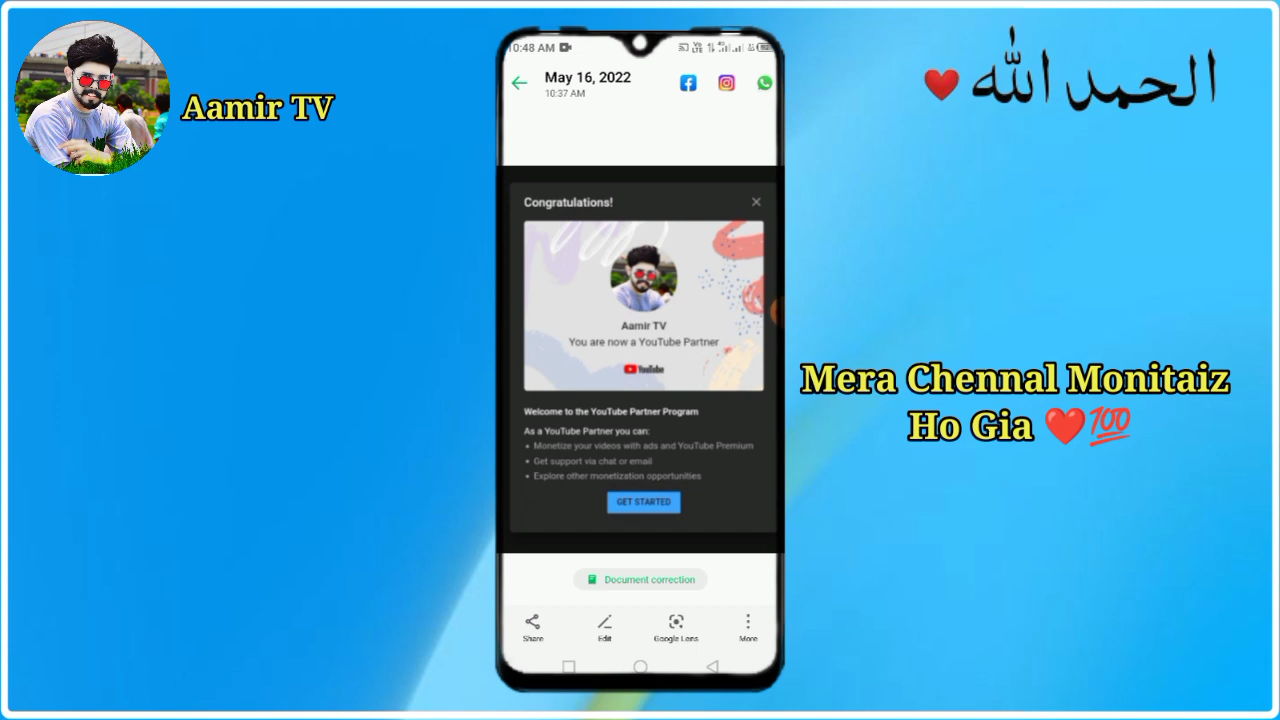 Aamir TV
الحمد الله ❤️
10:48 AM
Vo
LTE
4G
May 16, 2022
10:37 AM
Congratulations!
Aamir TV
You are now a YouTube Partner
YouTube
Welcome to the YouTube Partner Program
As a YouTube Partner you can:
• Monetize your videos with ads and YouTube Premium
• Get support via chat or email
• Explore other monetization opportunities
GET STARTED
Mera Chennal Monitaiz
Ho Gia ❤️💯
Document correction
Share
Edit
Google Lens
More